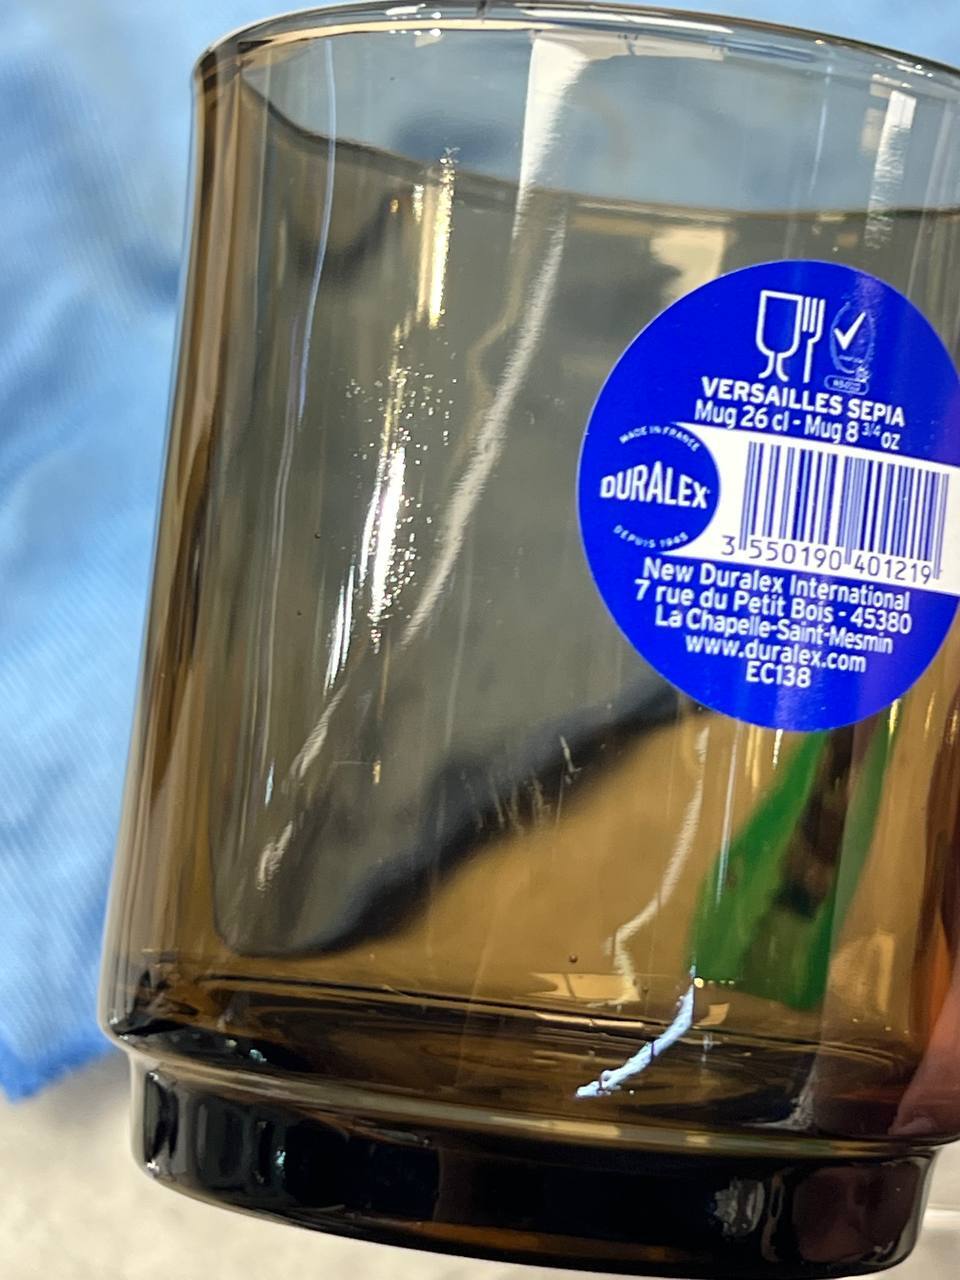 VERSAILLES SEPIA
Mug 26 cl - Mug 8 3/4 oz
MADE IN FRANCE
DURALEX
DEPUIS 1945
3 550190 401219
New Duralex International
7 rue du Petit Bois - 45380
La Chapelle-Saint-Mesmin
www.duralex.com
EC138